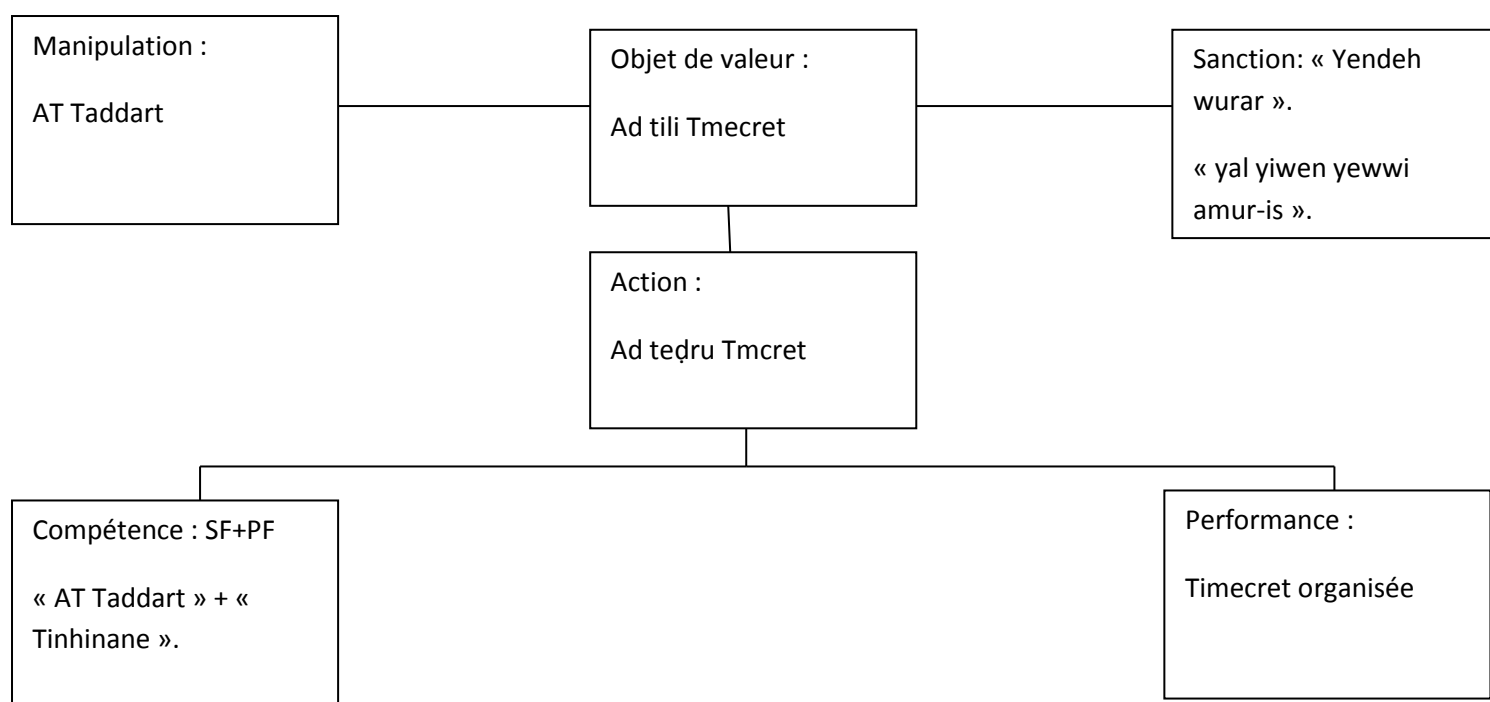 Manipulation :
AT Taddart
Objet de valeur :
Ad tili Tmecret
Sanction: « Yendeh
wurar ».
« yal yiwen yewwi
amur-is ».
Action :
Ad teḍru Tmcret
Compétence : SF+PF
« AT Taddart » + «
Tinhinane ».
Performance :
Timecret organisée